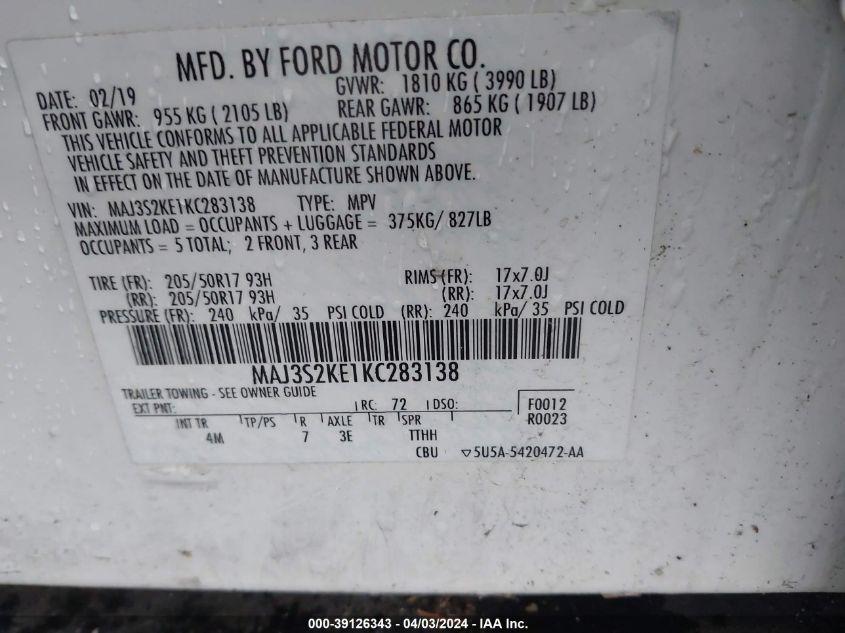 MFD. BY FORD MOTOR CO.
DATE: 02/19 GVWR: 1810 KG ( 3990 LB)
FRONT GAWR: 955 KG ( 2105 LB) REAR GAWR: 865 KG ( 1907 LB)
THIS VEHICLE CONFORMS TO ALL APPLICABLE FEDERAL MOTOR
VEHICLE SAFETY AND THEFT PREVENTION STANDARDS
IN EFFECT ON THE DATE OF MANUFACTURE SHOWN ABOVE.
VIN: MAJ3S2KE1KC283138 TYPE: MPV
MAXIMUM LOAD = OCCUPANTS + LUGGAGE = 375KG/ 827LB
OCCUPANTS = 5 TOTAL; 2 FRONT, 3 REAR
TIRE (FR): 205/50R17 93H RIMS (FR): 17x7.0J
(RR): 205/50R17 93H (RR): 17x7.0J
PRESSURE (FR): 240 kPa/ 35 PSI COLD (RR): 240 kPa/ 35 PSI COLD
MAJ3S2KE1KC283138
TRAILER TOWING - SEE OWNER GUIDE
EXT PNT: RC: 72 DSO: F0012
R0023
INT TR TP/PS R AXLE TR SPR
4M 7 3E TTHH
CBU ▽5U5A-5420472-AA
000-39126343 - 04/03/2024 - IAA Inc.